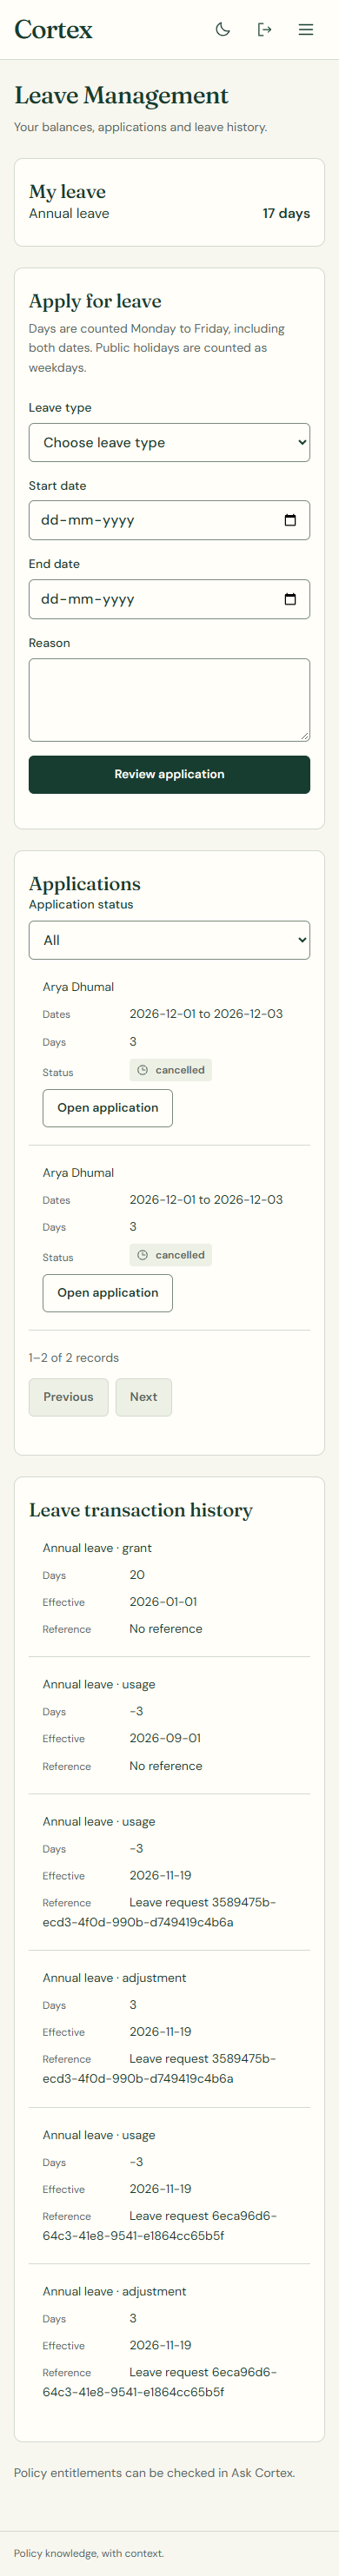 Cortex
Leave Management
Your balances, applications and leave history.
My leave
Annual leave 17 days
Apply for leave
Days are counted Monday to Friday, including
both dates. Public holidays are counted as
weekdays.
Leave type
Choose leave type
Start date
dd-mm-yyyy
End date
dd-mm-yyyy
Reason
Review application
Applications
Application status
All
Arya Dhumal
Dates 2026-12-01 to 2026-12-03
Days 3
Status cancelled
Open application
Arya Dhumal
Dates 2026-12-01 to 2026-12-03
Days 3
Status cancelled
Open application
1–2 of 2 records
Previous Next
Leave transaction history
Annual leave · grant
Days 20
Effective 2026-01-01
Reference No reference
Annual leave · usage
Days -3
Effective 2026-09-01
Reference No reference
Annual leave · usage
Days -3
Effective 2026-11-19
Reference Leave request 3589475b-
ecd3-4f0d-990b-d749419c4b6a
Annual leave · adjustment
Days 3
Effective 2026-11-19
Reference Leave request 3589475b-
ecd3-4f0d-990b-d749419c4b6a
Annual leave · usage
Days -3
Effective 2026-11-19
Reference Leave request 6eca96d6-
64c3-41e8-9541-e1864cc65b5f
Annual leave · adjustment
Days 3
Effective 2026-11-19
Reference Leave request 6eca96d6-
64c3-41e8-9541-e1864cc65b5f
Policy entitlements can be checked in Ask Cortex.
Policy knowledge, with context.